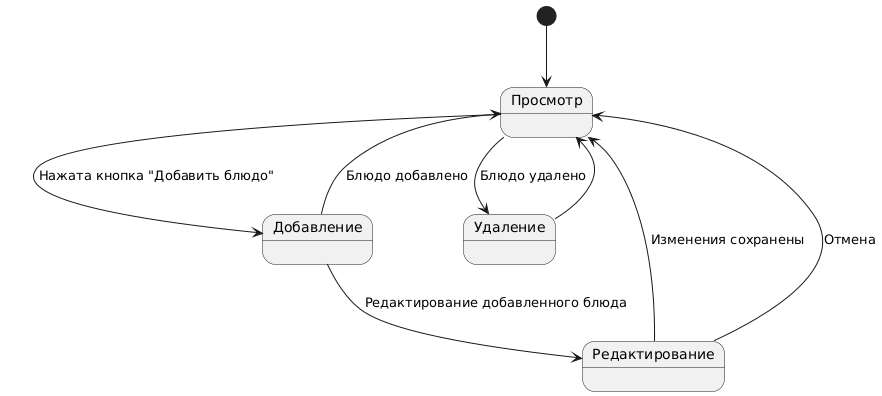 Просмотр
Нажата кнопка "Добавить блюдо"
Блюдо добавлено
Блюдо удалено
Добавление
Удаление
Изменения сохранены
Отмена
Редактирование добавленного блюда
Редактирование